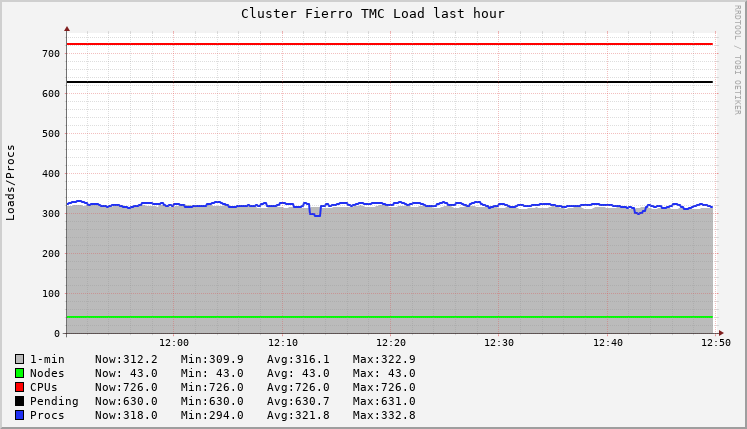 Cluster Fierro TMC Load last hour
RRDTOOL / TOBI OETIKER
Loads/Procs
700
600
500
400
300
200
100
0
12:00 12:10 12:20 12:30 12:40 12:50
1-min Now:312.2 Min:309.9 Avg:316.1 Max:322.9
Nodes Now: 43.0 Min: 43.0 Avg: 43.0 Max: 43.0
CPUs Now:726.0 Min:726.0 Avg:726.0 Max:726.0
Pending Now:630.0 Min:630.0 Avg:630.7 Max:631.0
Procs Now:318.0 Min:294.0 Avg:321.8 Max:332.8